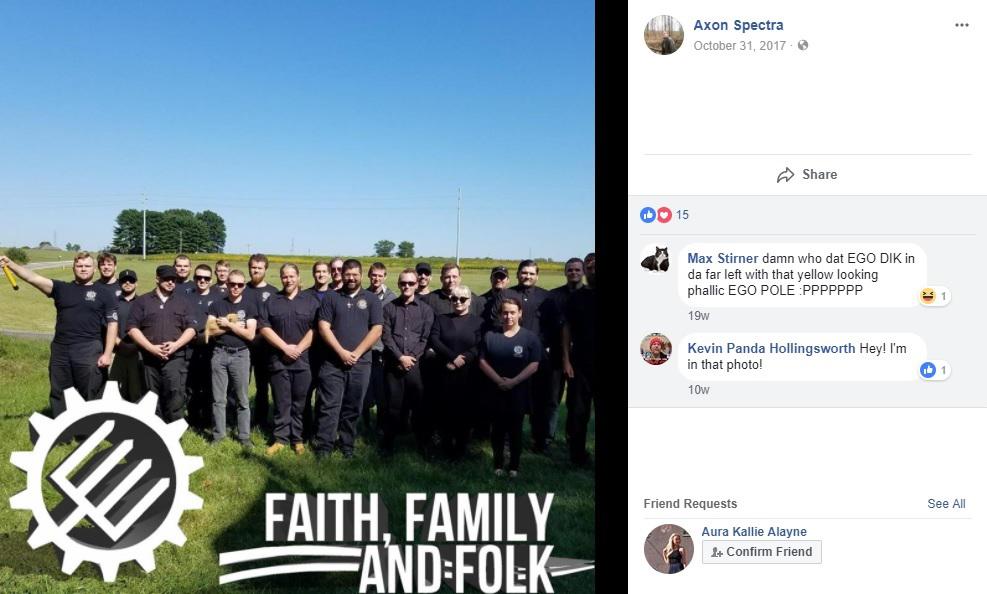 FAITH, FAMILY
AND FOLK
Axon Spectra
October 31, 2017 ·
Share
15
Max Stirner damn who dat EGO DIK in
da far left with that yellow looking
phallic EGO POLE :PPPPPPP
1
19w
Kevin Panda Hollingsworth Hey! I'm
in that photo!
1
10w
Friend Requests
See All
Aura Kallie Alayne
Confirm Friend